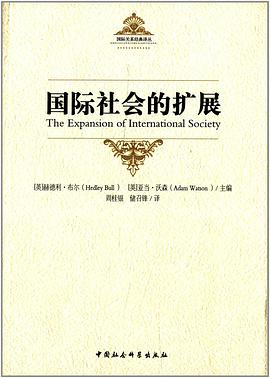 国际关系经典译丛
国际社会的扩展
The Expansion of International Society
[英]赫德利·布尔(Hedley Bull) [英]亚当·沃森(Adam Watson)/主编
周桂银 储召锋/译
中国社会科学出版社